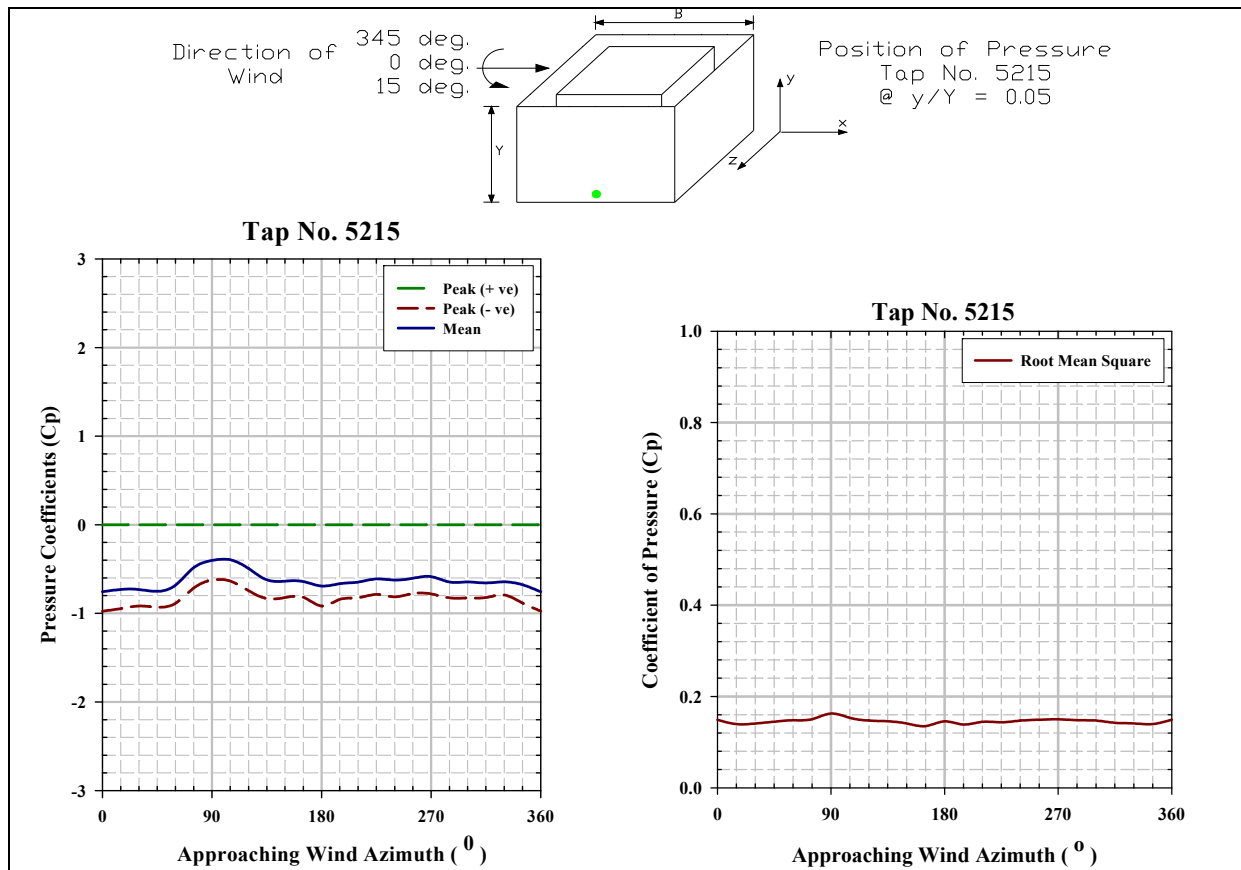 Direction of
Wind
345 deg.
0 deg.
15 deg.
B
Y
y
x
z
Position of Pressure
Tap No. 5215
@ y/Y = 0.05
Tap No. 5215
Peak (+ ve)
Peak (- ve)
Mean
3
2
1
0
-1
-2
-3
Pressure Coefficients (Cp)
0 90 180 270 360
Approaching Wind Azimuth ( 0 )
Tap No. 5215
Root Mean Square
1.0
0.8
0.6
0.4
0.2
0.0
Coefficient of Pressure (Cp)
0 90 180 270 360
Approaching Wind Azimuth ( o )